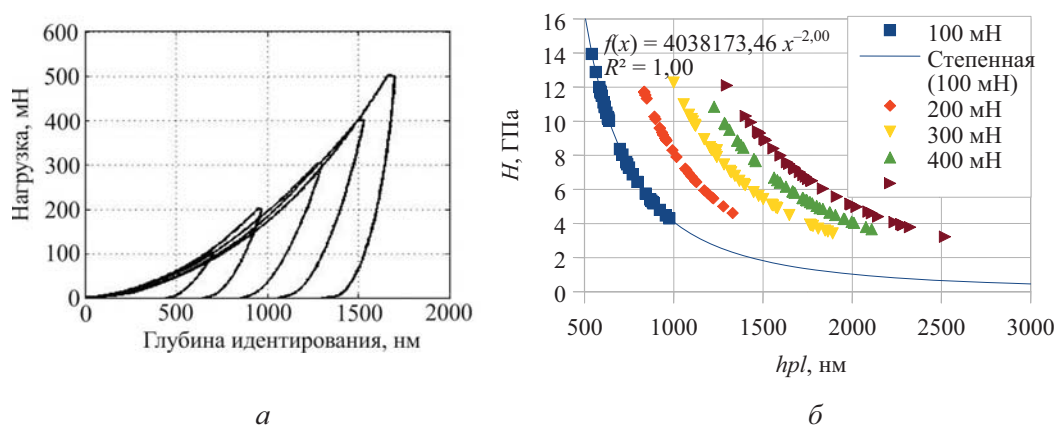 600
500
400
300
200
100
0
Нагрузка, мН
0 500 1000 1500 2000
Глубина идентирования, нм
а
16
14
12
10
8
6
4
2
0
H, ГПа
f(x) = 4038173,46 x^–2,00
R² = 1,00
100 мН
Степенная
(100 мН)
200 мН
300 мН
400 мН
500 1000 1500 2000 2500 3000
hpl, нм
б